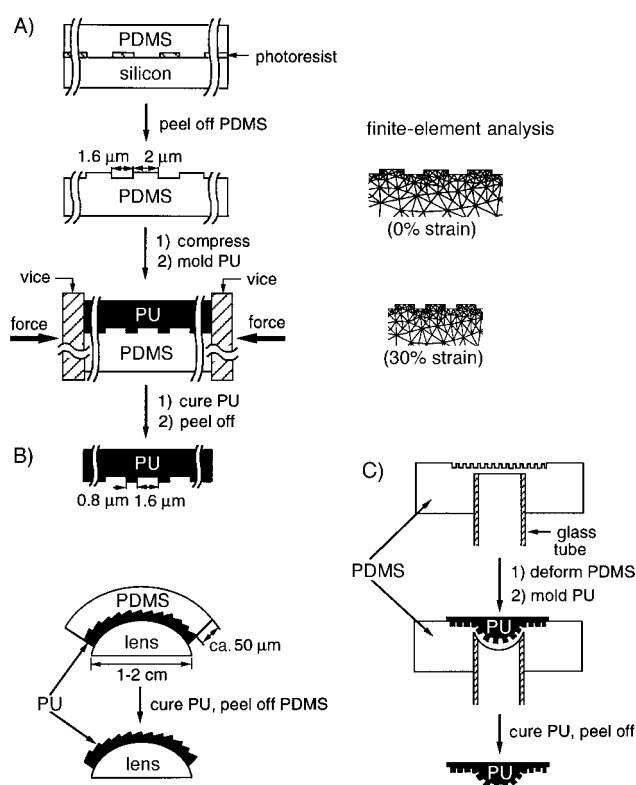 A)
PDMS
photoresist
silicon
peel off PDMS
finite-element analysis
1.6 µm
2 µm
PDMS
(0% strain)
1) compress
2) mold PU
vice
vice
PU
force
force
PDMS
(30% strain)
1) cure PU
2) peel off
B)
PU
0.8 µm
1.6 µm
C)
glass
tube
PDMS
1) deform PDMS
2) mold PU
PDMS
lens
ca. 50 µm
1-2 cm
PU
PU
cure PU, peel off PDMS
cure PU, peel off
lens
PU